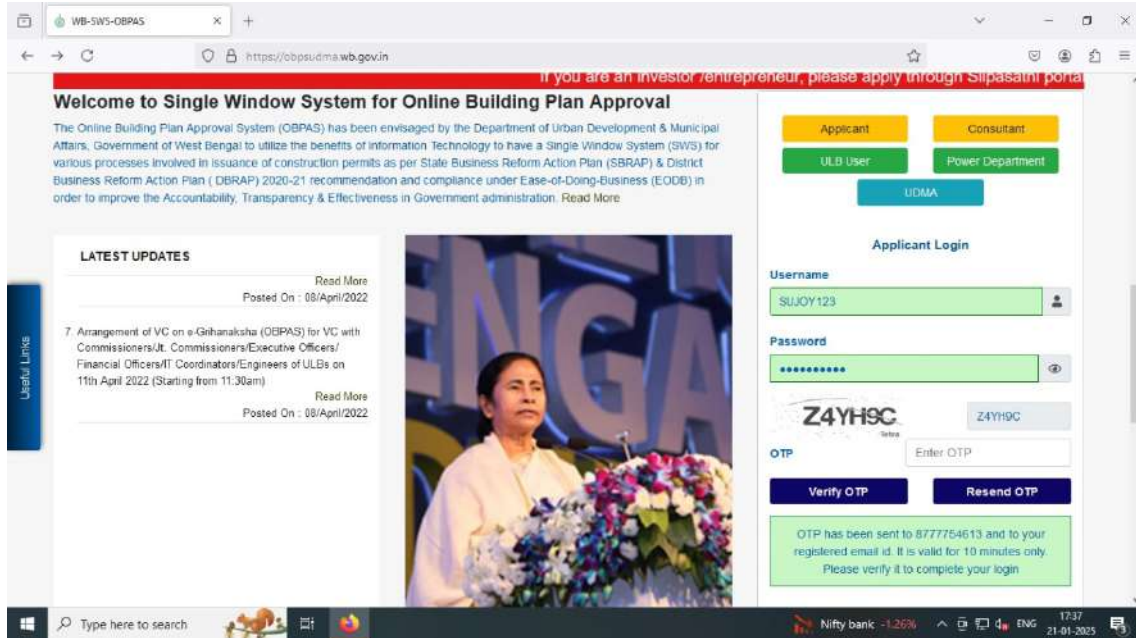 WB-SWS-OBPAS
https://obpsudma.wb.gov.in
If you are an Investor /entrepreneur, please apply through Silpasathi portal
Welcome to Single Window System for Online Building Plan Approval
The Online Building Plan Approval System (OBPAS) has been envisaged by the Department of Urban Development & Municipal
Affairs, Government of West Bengal to utilize the benefits of Information Technology to have a Single Window System (SWS) for
various processes involved in issuance of construction permits as per State Business Reform Action Plan (SBRAP) & District
Business Reform Action Plan ( DBRAP) 2020-21 recommendation and compliance under Ease-of-Doing-Business (EODB) in
order to improve the Accountability, Transparency & Effectiveness in Government administration. Read More
Applicant
Consultant
ULB User
Power Department
UDMA
LATEST UPDATES
Read More
Posted On : 08/April/2022
7. Arrangement of VC on e-Grihanaksha (OBPAS) for VC with
Commissioners/Jt. Commissioners/Executive Officers/
Financial Officers/IT Coordinators/Engineers of ULBs on
11th April 2022 (Starting from 11:30am)
Read More
Posted On : 08/April/2022
Useful Links
ENGA
Applicant Login
Username
SUJOY123
Password
Z4YH9C
Z4YH9C
OTP
Enter OTP
Verify OTP
Resend OTP
OTP has been sent to 8777754613 and to your
registered email id. It is valid for 10 minutes only.
Please verify it to complete your login
Type here to search
Nifty bank -1.26%
ENG
17:37
21-01-2025